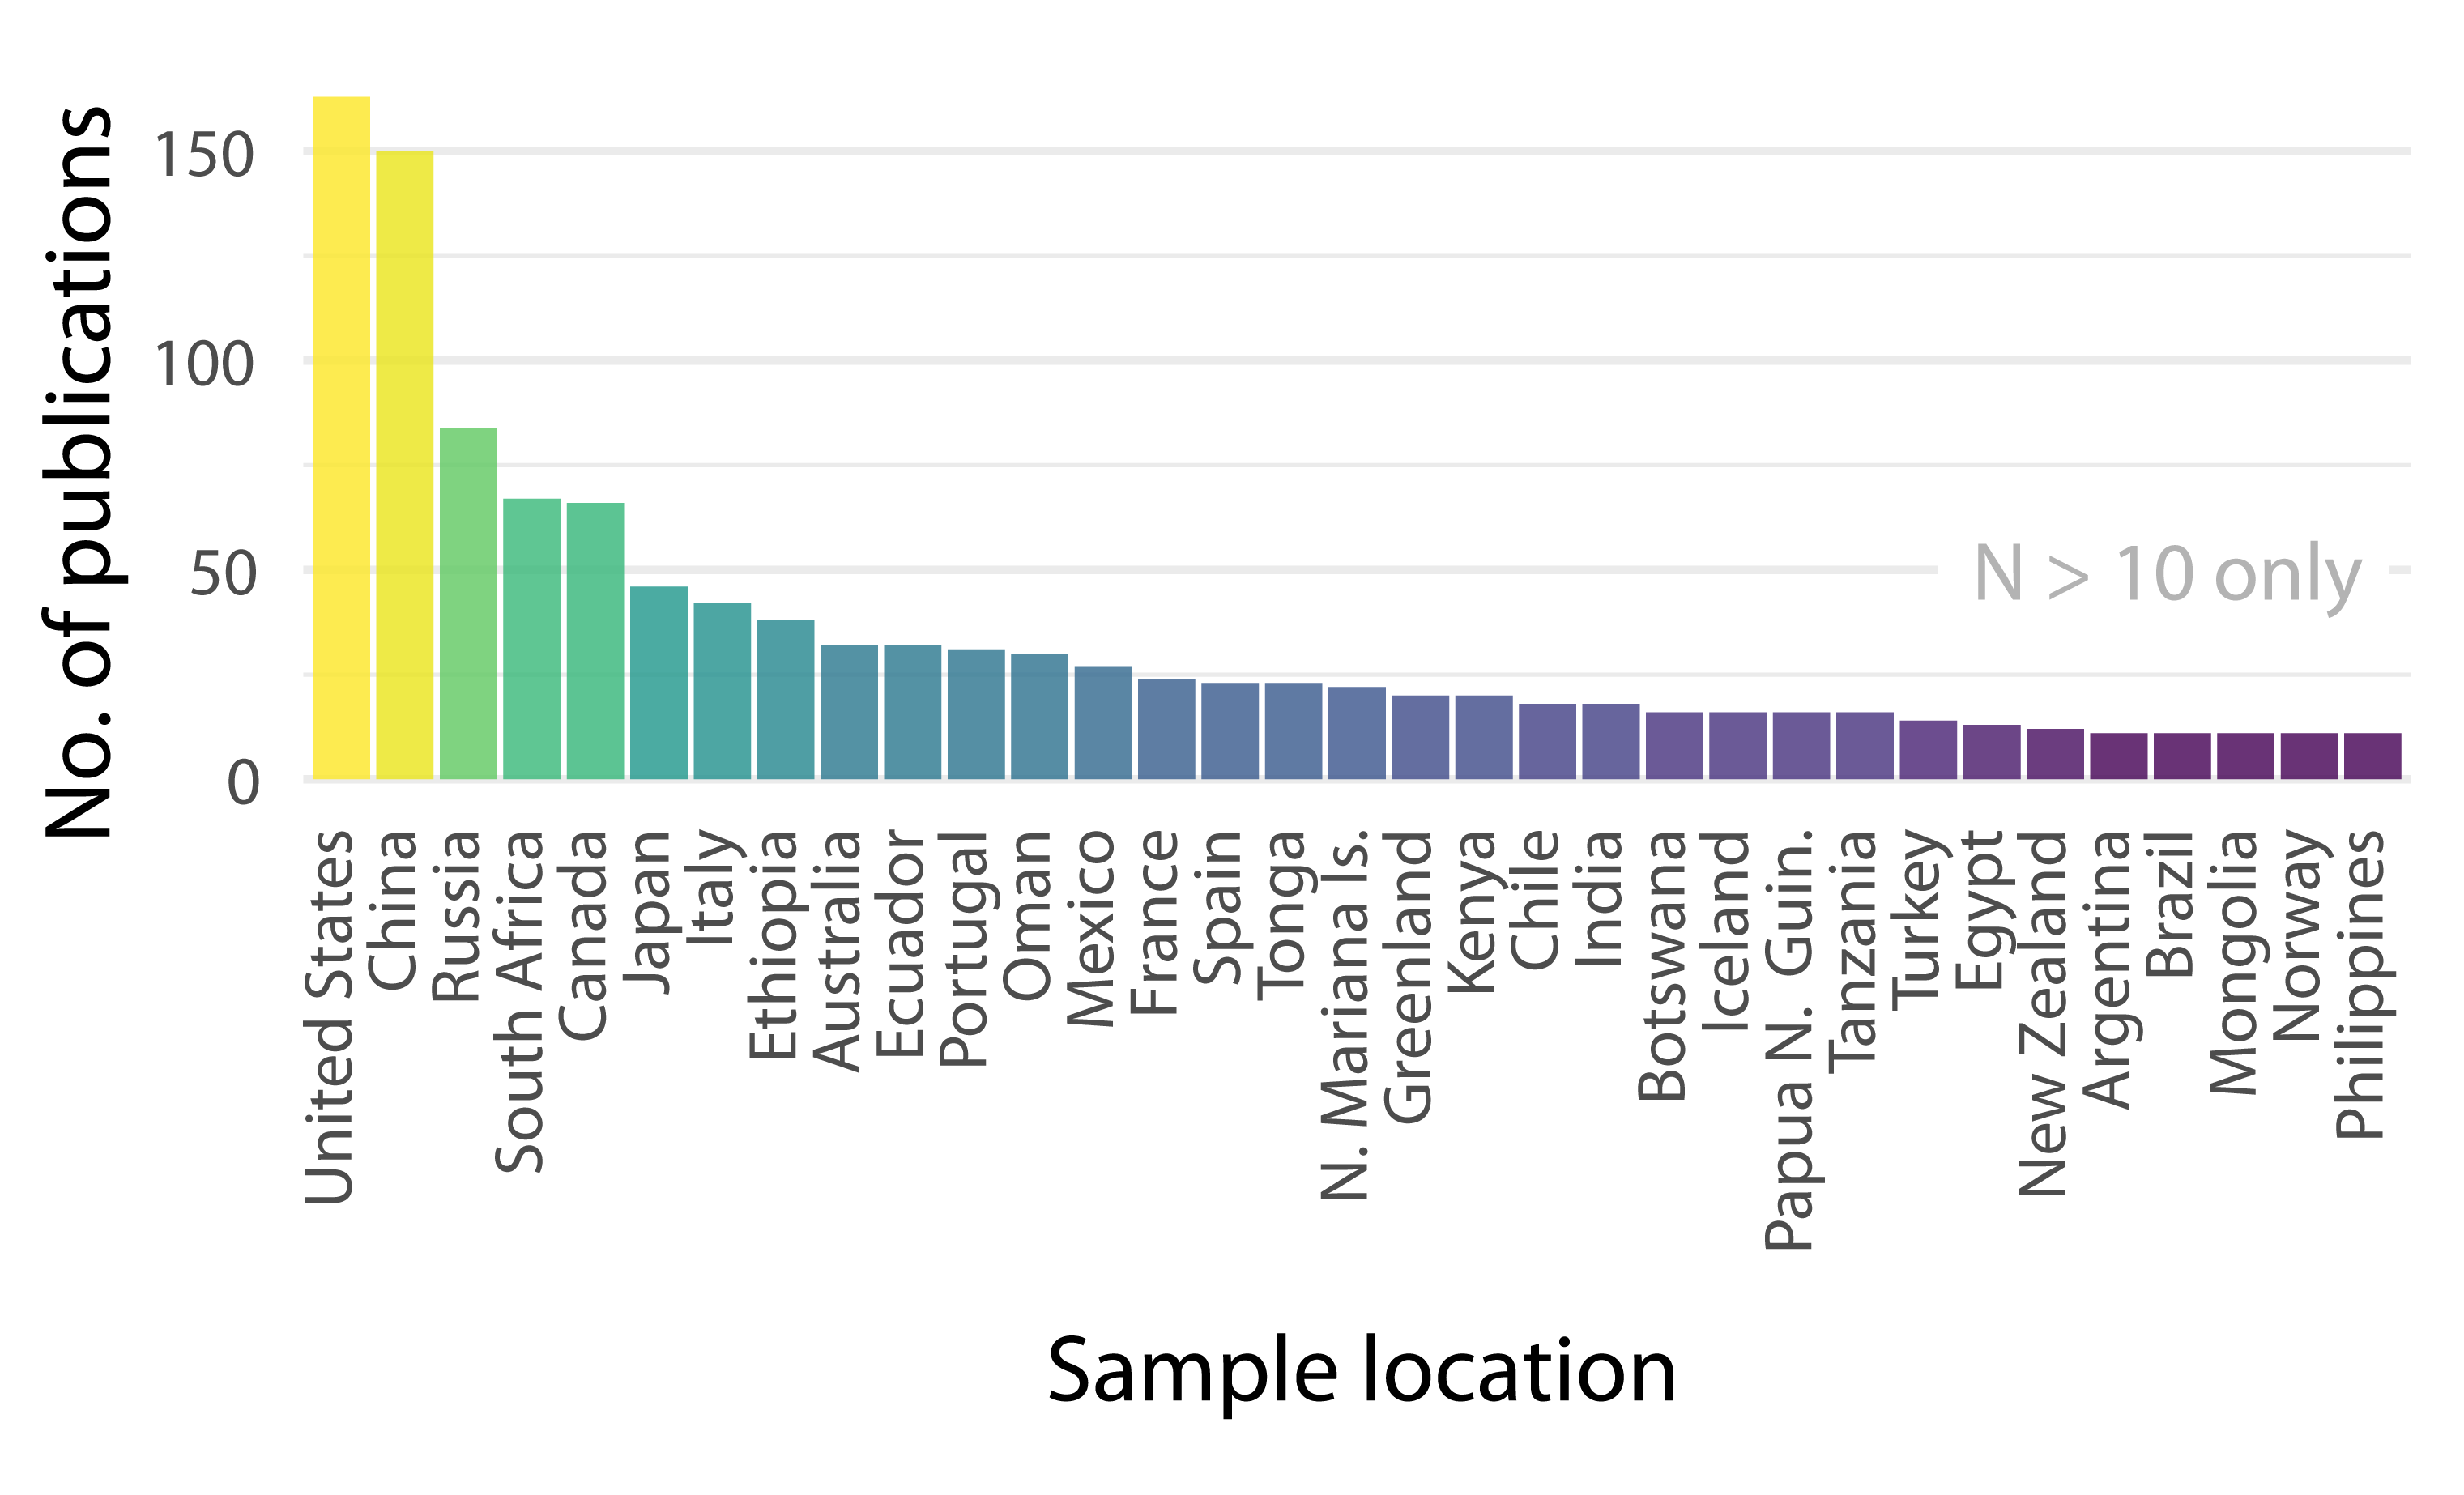 No. of publications
150
100
50
0
N > 10 only
United States
China
Russia
South Africa
Canada
Japan
Italy
Ethiopia
Australia
Ecuador
Portugal
Oman
Mexico
France
Spain
Tonga
N. Mariana Is.
Greenland
Kenya
Chile
India
Botswana
Iceland
Papua N. Guin.
Tanzania
Turkey
Egypt
New Zealand
Argentina
Brazil
Mongolia
Norway
Philippines
Sample location